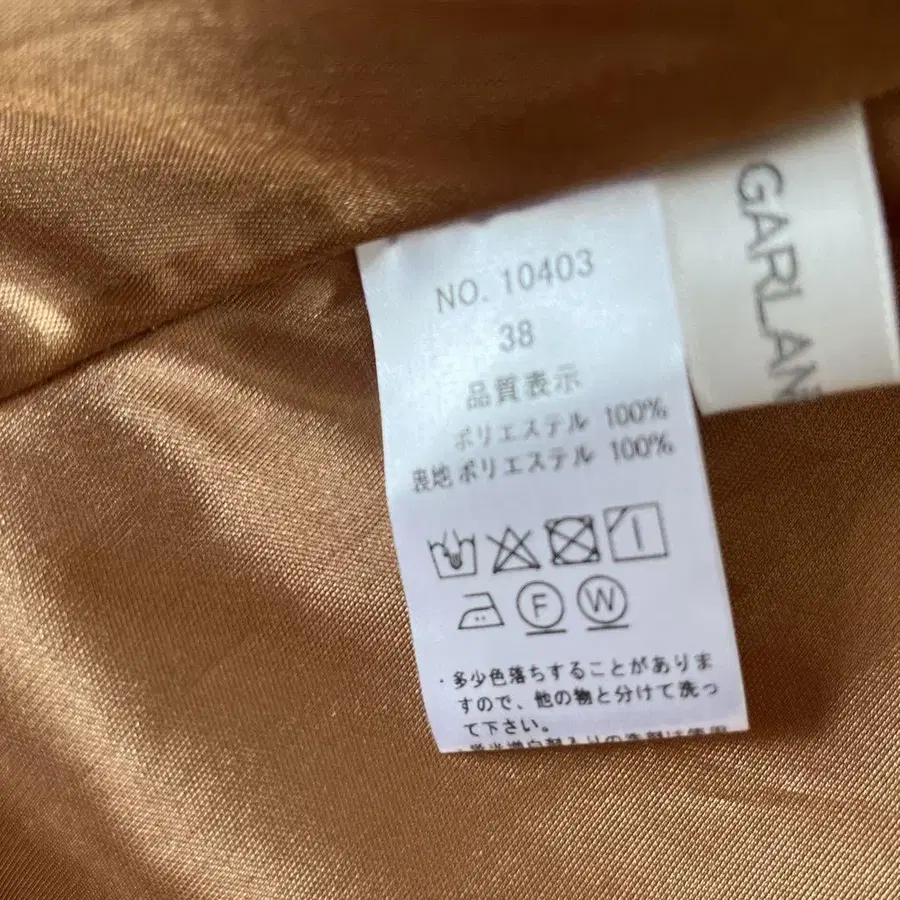 NO. 10403
38
品質表示
ポリエステル 100%
表地 ポリエステル 100%
F W
・多少色落ちすることがありま
すので、他の物と分けて洗っ
て下さい。
GARLAN